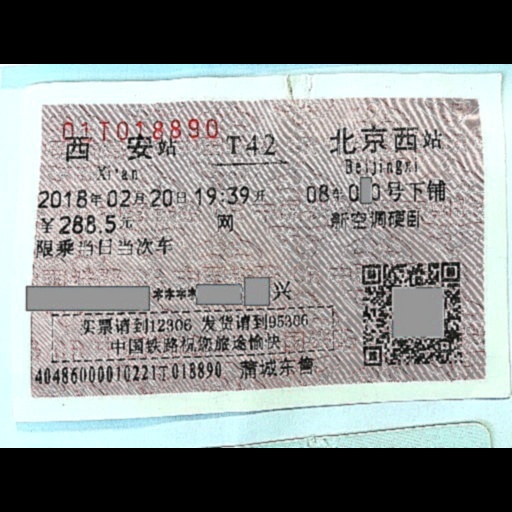 01T018890
西 安站 T42 北京西站
Xi'an Beijingxi
2018年02月20日19:39开 08车0 0号下铺
￥288.5元 网 新空调硬卧
限乘当日当次车
**** 兴
买票请到12306 发货请到95306
中国铁路祝您旅途愉快
40486000010221T018890 蒲城东售